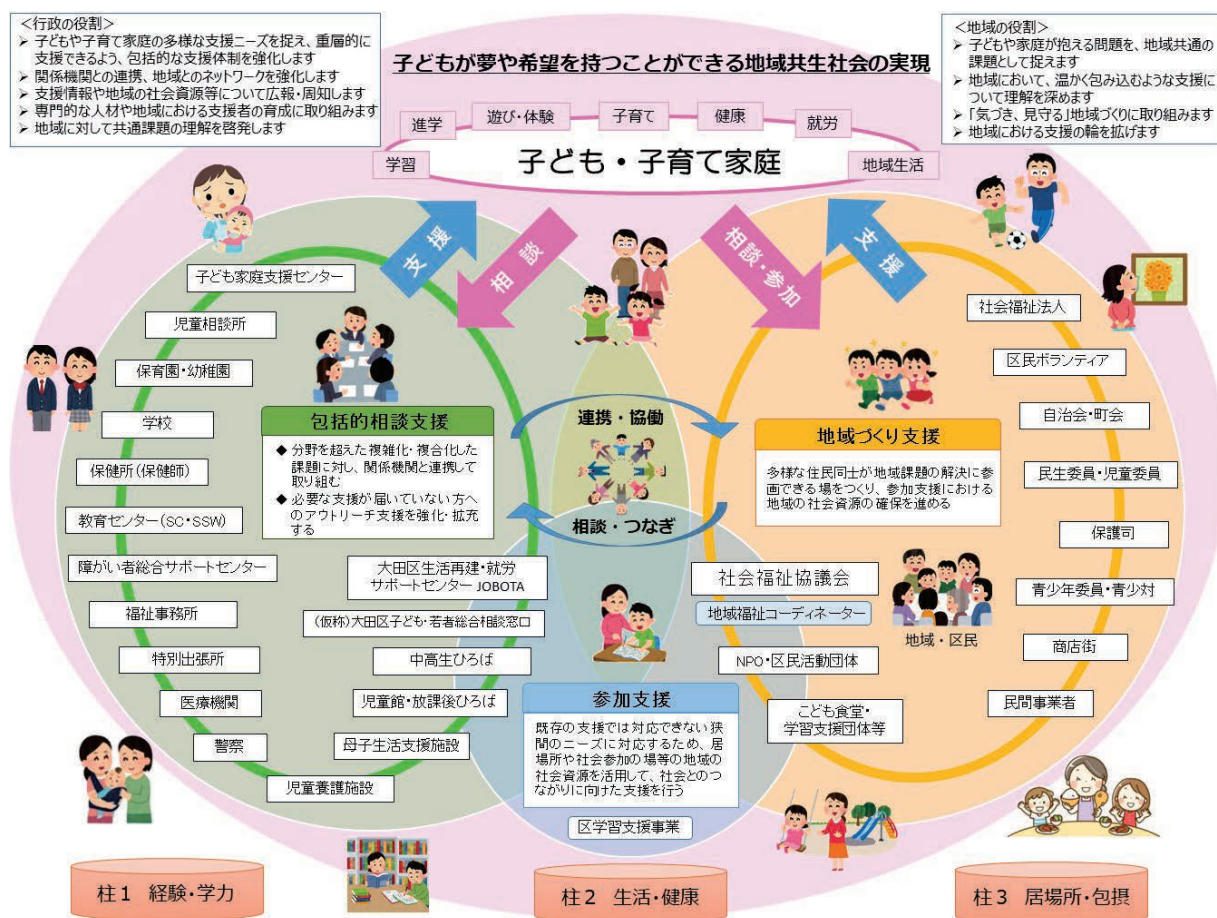 <行政の役割>
➢ 子どもや子育て家庭の多様な支援ニーズを捉え、重層的に
支援できるよう、包括的な支援体制を強化します
➢ 関係機関との連携、地域とのネットワークを強化します
➢ 支援情報や地域の社会資源等について広報・周知します
➢ 専門的な人材や地域における支援者の育成に取り組みます
➢ 地域に対して共通課題の理解を啓発します
<地域の役割>
➢ 子どもや家庭が抱える問題を、地域共通の
課題として捉えます
➢ 地域において、温かく包み込むような支援に
ついて理解を深めます
➢ 「気づき、見守る」地域づくりに取り組みます
➢ 地域における支援の輪を拡げます
子どもが夢や希望を持つことができる地域共生社会の実現
学習
進学
遊び・体験
子育て
健康
就労
地域生活
子ども・子育て家庭
支援
相談
相談・参加
支援
子ども家庭支援センター
児童相談所
保育園・幼稚園
学校
保健所(保健師)
教育センター(SC・SSW)
障がい者総合サポートセンター
福祉事務所
特別出張所
医療機関
警察
児童養護施設
包括的相談支援
◆ 分野を超えた複雑化・複合化した
課題に対し、関係機関と連携して
取り組む
◆ 必要な支援が届いていない方へ
のアウトリーチ支援を強化・拡充
する
大田区生活再建・就労
サポートセンター JOBOTA
(仮称)大田区子ども・若者総合相談窓口
中高生ひろば
児童館・放課後ひろば
母子生活支援施設
連携・協働
相談・つなぎ
参加支援
既存の支援では対応できない狭
間のニーズに対応するため、居
場所や社会参加の場等の地域の
社会資源を活用して、社会とのつ
ながりに向けた支援を行う
区学習支援事業
地域づくり支援
多様な住民同士が地域課題の解決に参
画できる場をつくり、参加支援における
地域の社会資源の確保を進める
社会福祉協議会
地域福祉コーディネーター
NPO・区民活動団体
こども食堂・
学習支援団体等
地域・区民
社会福祉法人
区民ボランティア
自治会・町会
民生委員・児童委員
保護司
青少年委員・青少対
商店街
民間事業者
柱1 経験・学力
柱2 生活・健康
柱3 居場所・包摂